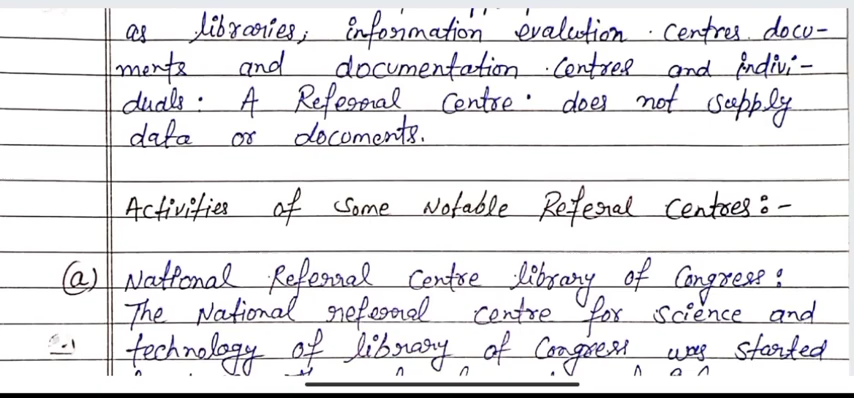 as libraries, information evalution centres docu-
ments and documentation centres and indivi-
duals. A Referral Centre does not supply
data or documents.
Activities of some Notable Referal Centres:-
(a) National Referral Centre library of Congress:
The National referral centre for science and
technology of library of Congress was started